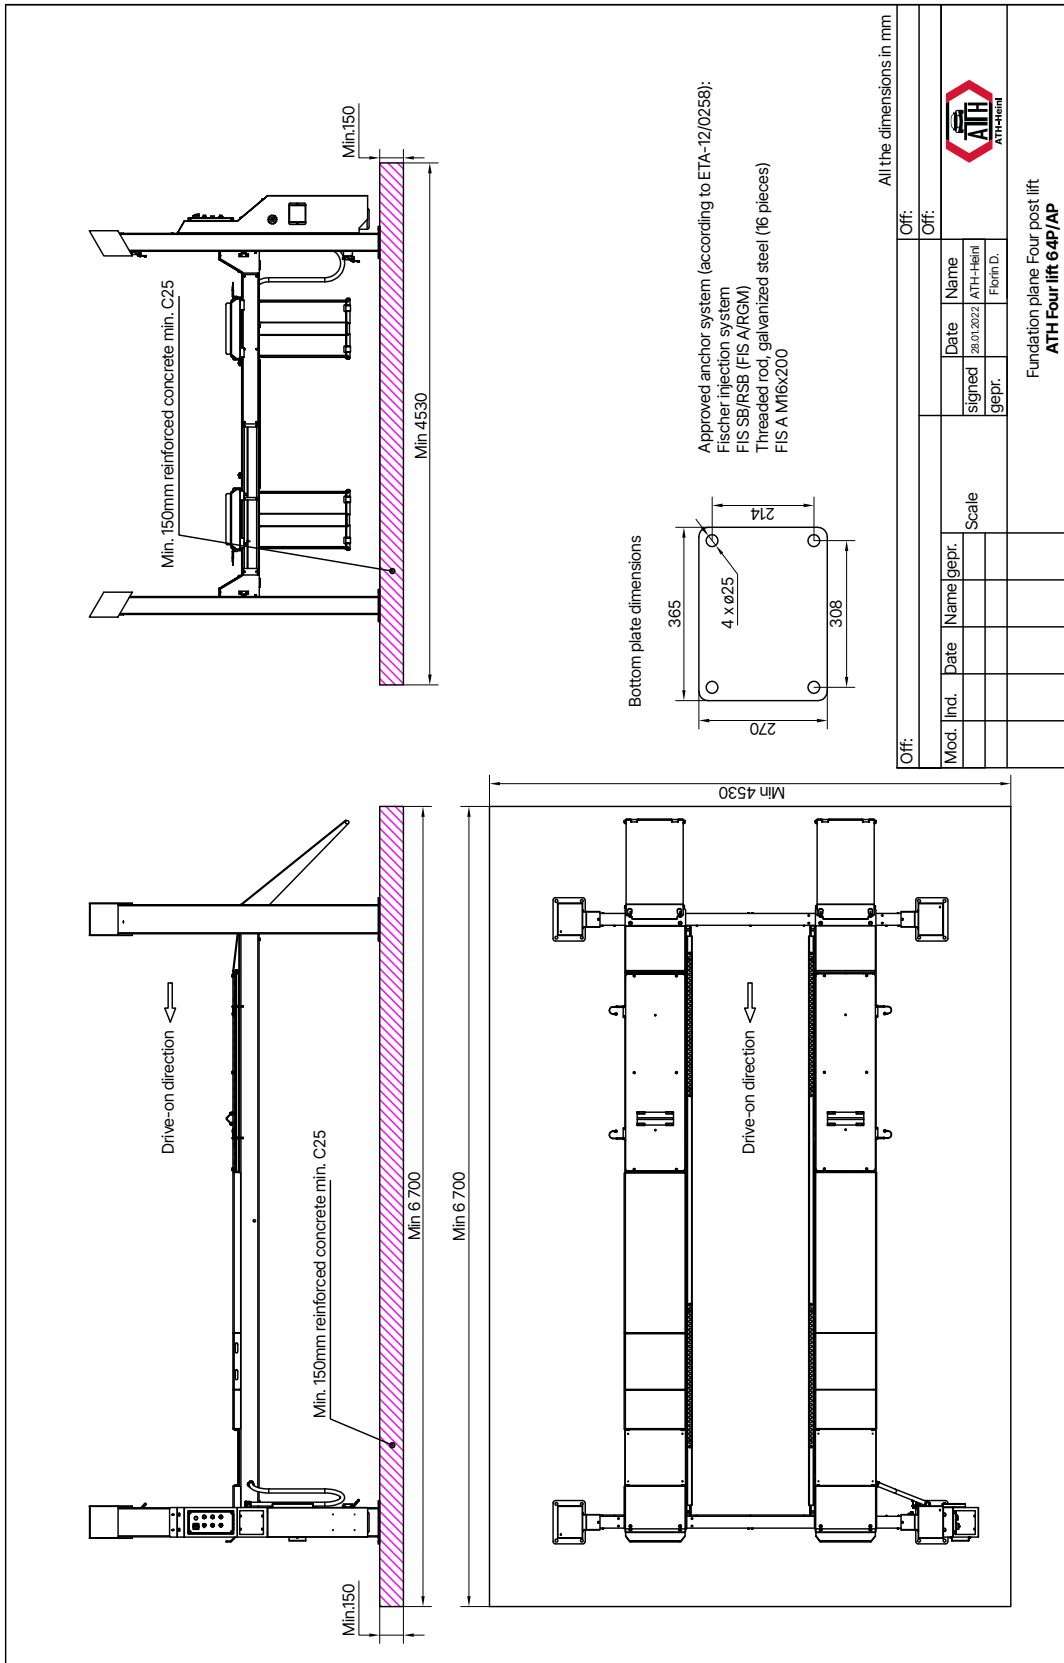 Min.150
Drive-on direction
Min. 150mm reinforced concrete min. C25
Min 6 700
Min. 150mm reinforced concrete min. C25
Min.150
Min 4530
Min 6 700
Drive-on direction
Min 4530
Bottom plate dimensions
365
4 x ø25
214
270
308
Approved anchor system (according to ETA-12/0258):
Fischer injection system
FIS SB/RSB (FIS A/RGM)
Threaded rod, galvanized steel (16 pieces)
FIS A M16x200
All the dimensions in mm
Off:
Off:
Off:
Mod. Ind. Date Name gepr.
Scale
Date Name
signed 28.01.2022 ATH-Heinl
gepr. Florin D.
ATH
ATH-Heinl
Fundation plane Four post lift
ATH Four lift 64P/AP